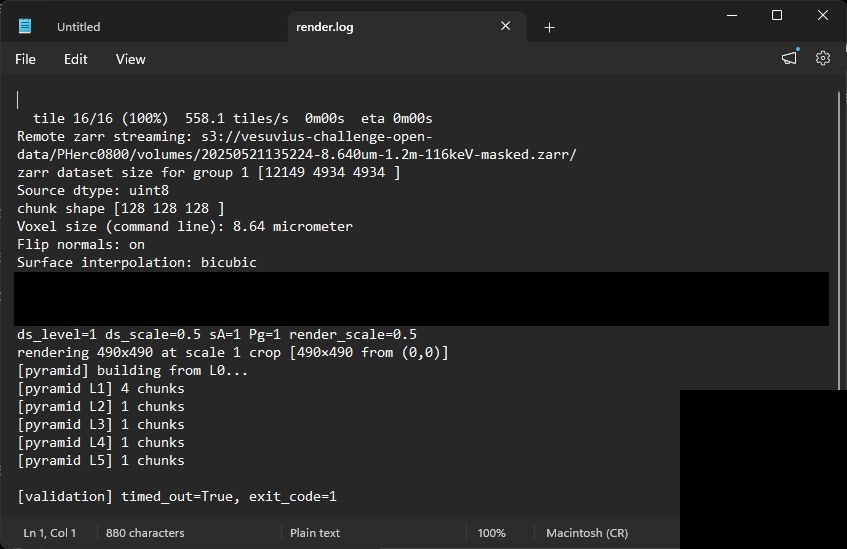 Untitled
render.log
File Edit View
tile 16/16 (100%) 558.1 tiles/s 0m00s eta 0m00s
Remote zarr streaming: s3://vesuvius-challenge-open-
data/PHerc0800/volumes/20250521135224-8.640um-1.2m-116keV-masked.zarr/
zarr dataset size for group 1 [12149 4934 4934 ]
Source dtype: uint8
chunk shape [128 128 128 ]
Voxel size (command line): 8.64 micrometer
Flip normals: on
Surface interpolation: bicubic
ds_level=1 ds_scale=0.5 sA=1 Pg=1 render_scale=0.5
rendering 490x490 at scale 1 crop [490×490 from (0,0)]
[pyramid] building from L0...
[pyramid L1] 4 chunks
[pyramid L2] 1 chunks
[pyramid L3] 1 chunks
[pyramid L4] 1 chunks
[pyramid L5] 1 chunks
[validation] timed_out=True, exit_code=1
Ln 1, Col 1 880 characters Plain text 100% Macintosh (CR)